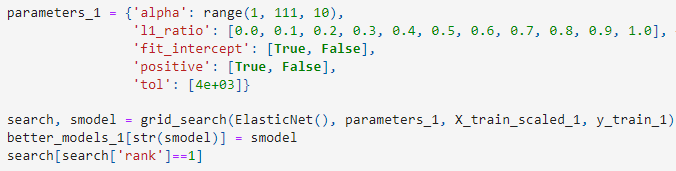 parameters_1 = {'alpha': range(1, 111, 10),
'l1_ratio': [0.0, 0.1, 0.2, 0.3, 0.4, 0.5, 0.6, 0.7, 0.8, 0.9, 1.0],
'fit_intercept': [True, False],
'positive': [True, False],
'tol': [4e+03]}
search, smodel = grid_search(ElasticNet(), parameters_1, X_train_scaled_1, y_train_1)
better_models_1[str(smodel)] = smodel
search[search['rank']==1]